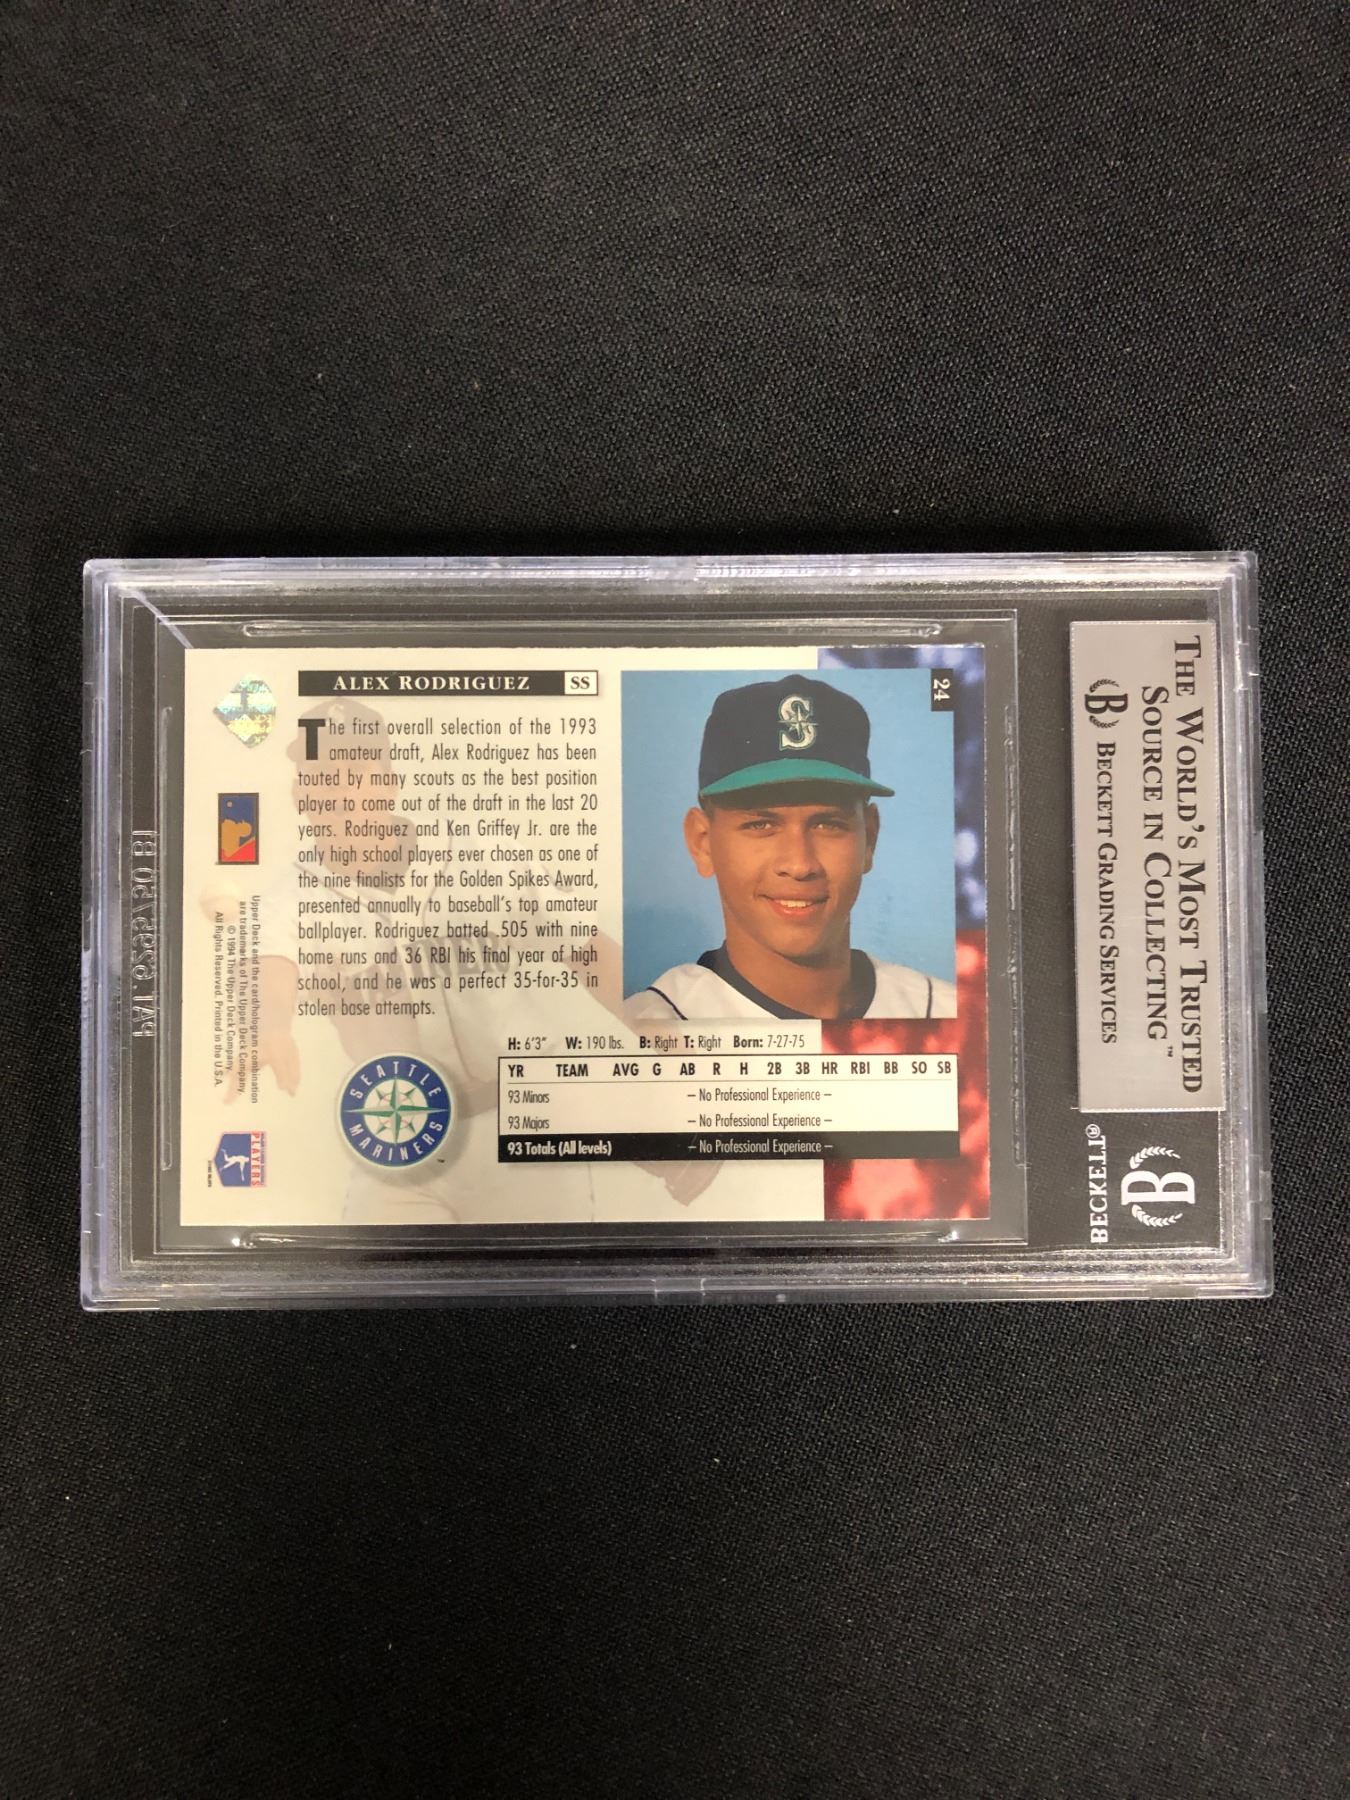 ALEX RODRIGUEZ SS
The first overall selection of the 1993
amateur draft, Alex Rodriguez has been
touted by many scouts as the best position
player to come out of the draft in the last 20
years. Rodriguez and Ken Griffey Jr. are the
only high school players ever chosen as one of
the nine finalists for the Golden Spikes Award,
presented annually to baseball's top amateur
ballplayer. Rodriguez batted .505 with nine
home runs and 36 RBI his final year of high
school, and he was a perfect 35-for-35 in
stolen base attempts.
24
S
H: 6'3" W: 190 lbs. B: Right T: Right Born: 7-27-75
YR TEAM AVG G AB R H 2B 3B HR RBI BB SO SB
93 Minors – No Professional Experience –
93 Majors – No Professional Experience –
93 Totals (All levels) – No Professional Experience –
SEATTLE
MARINERS
Upper Deck and the card/hologram combination
are trademarks of The Upper Deck Company.
© 1994 The Upper Deck Company.
All Rights Reserved. Printed in the U.S.A.
PLAYERS
THE WORLD'S MOST TRUSTED
SOURCE IN COLLECTING™
B BECKETT GRADING SERVICES
B
BECKETT®